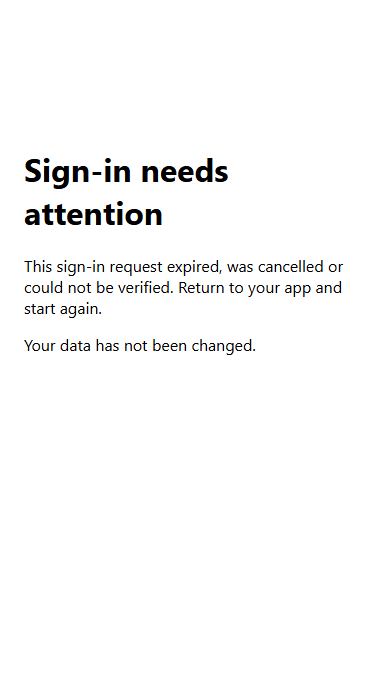 Sign-in needs
attention
This sign-in request expired, was cancelled or
could not be verified. Return to your app and
start again.
Your data has not been changed.